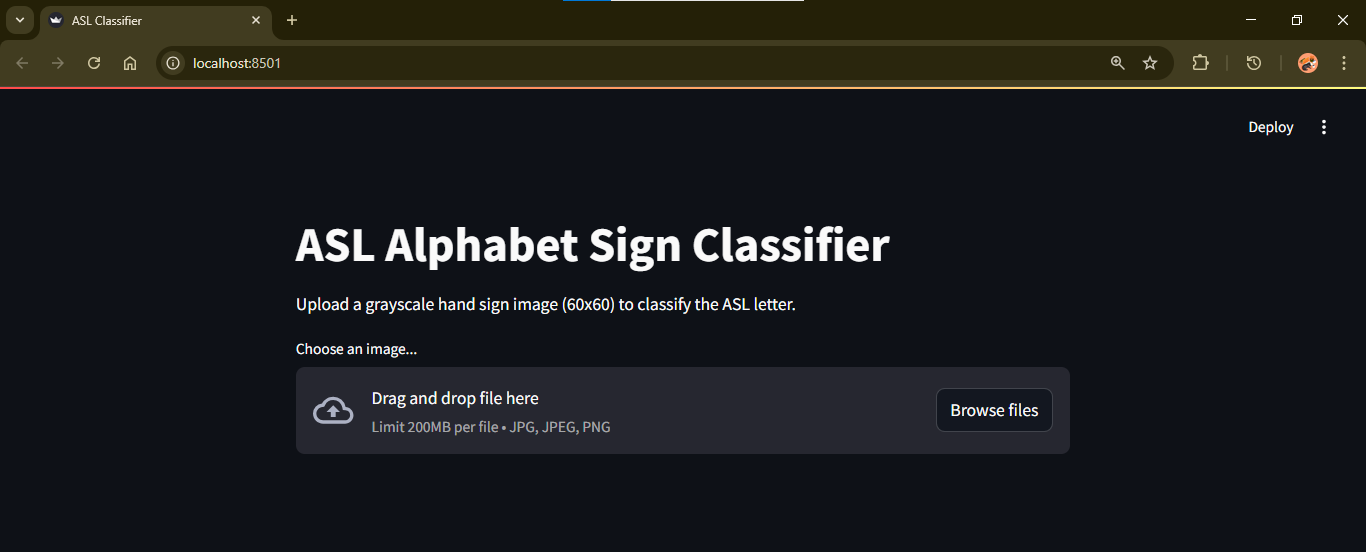 ASL Classifier
localhost:8501
Deploy
ASL Alphabet Sign Classifier
Upload a grayscale hand sign image (60x60) to classify the ASL letter.
Choose an image...
Drag and drop file here
Limit 200MB per file • JPG, JPEG, PNG
Browse files